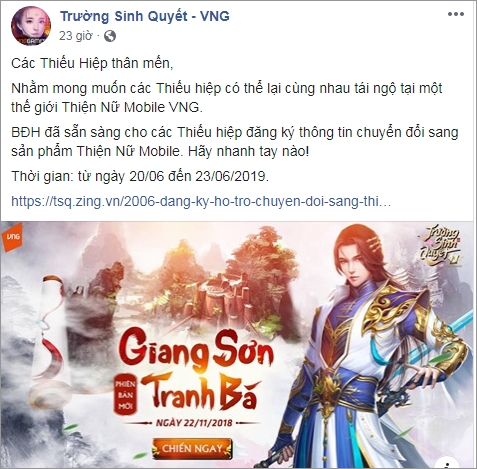 Trường Sinh Quyết - VNG
23 giờ ·
Các Thiếu Hiệp thân mến,
Nhằm mong muốn các Thiếu hiệp có thể lại cùng nhau tái ngộ tại một
thế giới Thiện Nữ Mobile VNG.
BĐH đã sẵn sàng cho các Thiếu hiệp đăng ký thông tin chuyển đổi sang
sản phẩm Thiện Nữ Mobile. Hãy nhanh tay nào!
Thời gian: từ ngày 20/06 đến 23/06/2019.
https://tsq.zing.vn/2006-dang-ky-ho-tro-chuyen-doi-sang-thi…
VNG
Trường
Sinh
Quyết
Giang Sơn
PHIÊN
BẢN
MỚI
Tranh Bá
NGÀY 22/11/2018
CHIẾN NGAY